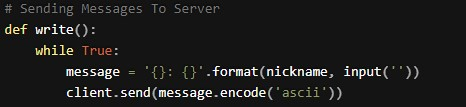 # Sending Messages To Server
def write():
    while True:
        message = '{}: {}'.format(nickname, input(''))
        client.send(message.encode('ascii'))